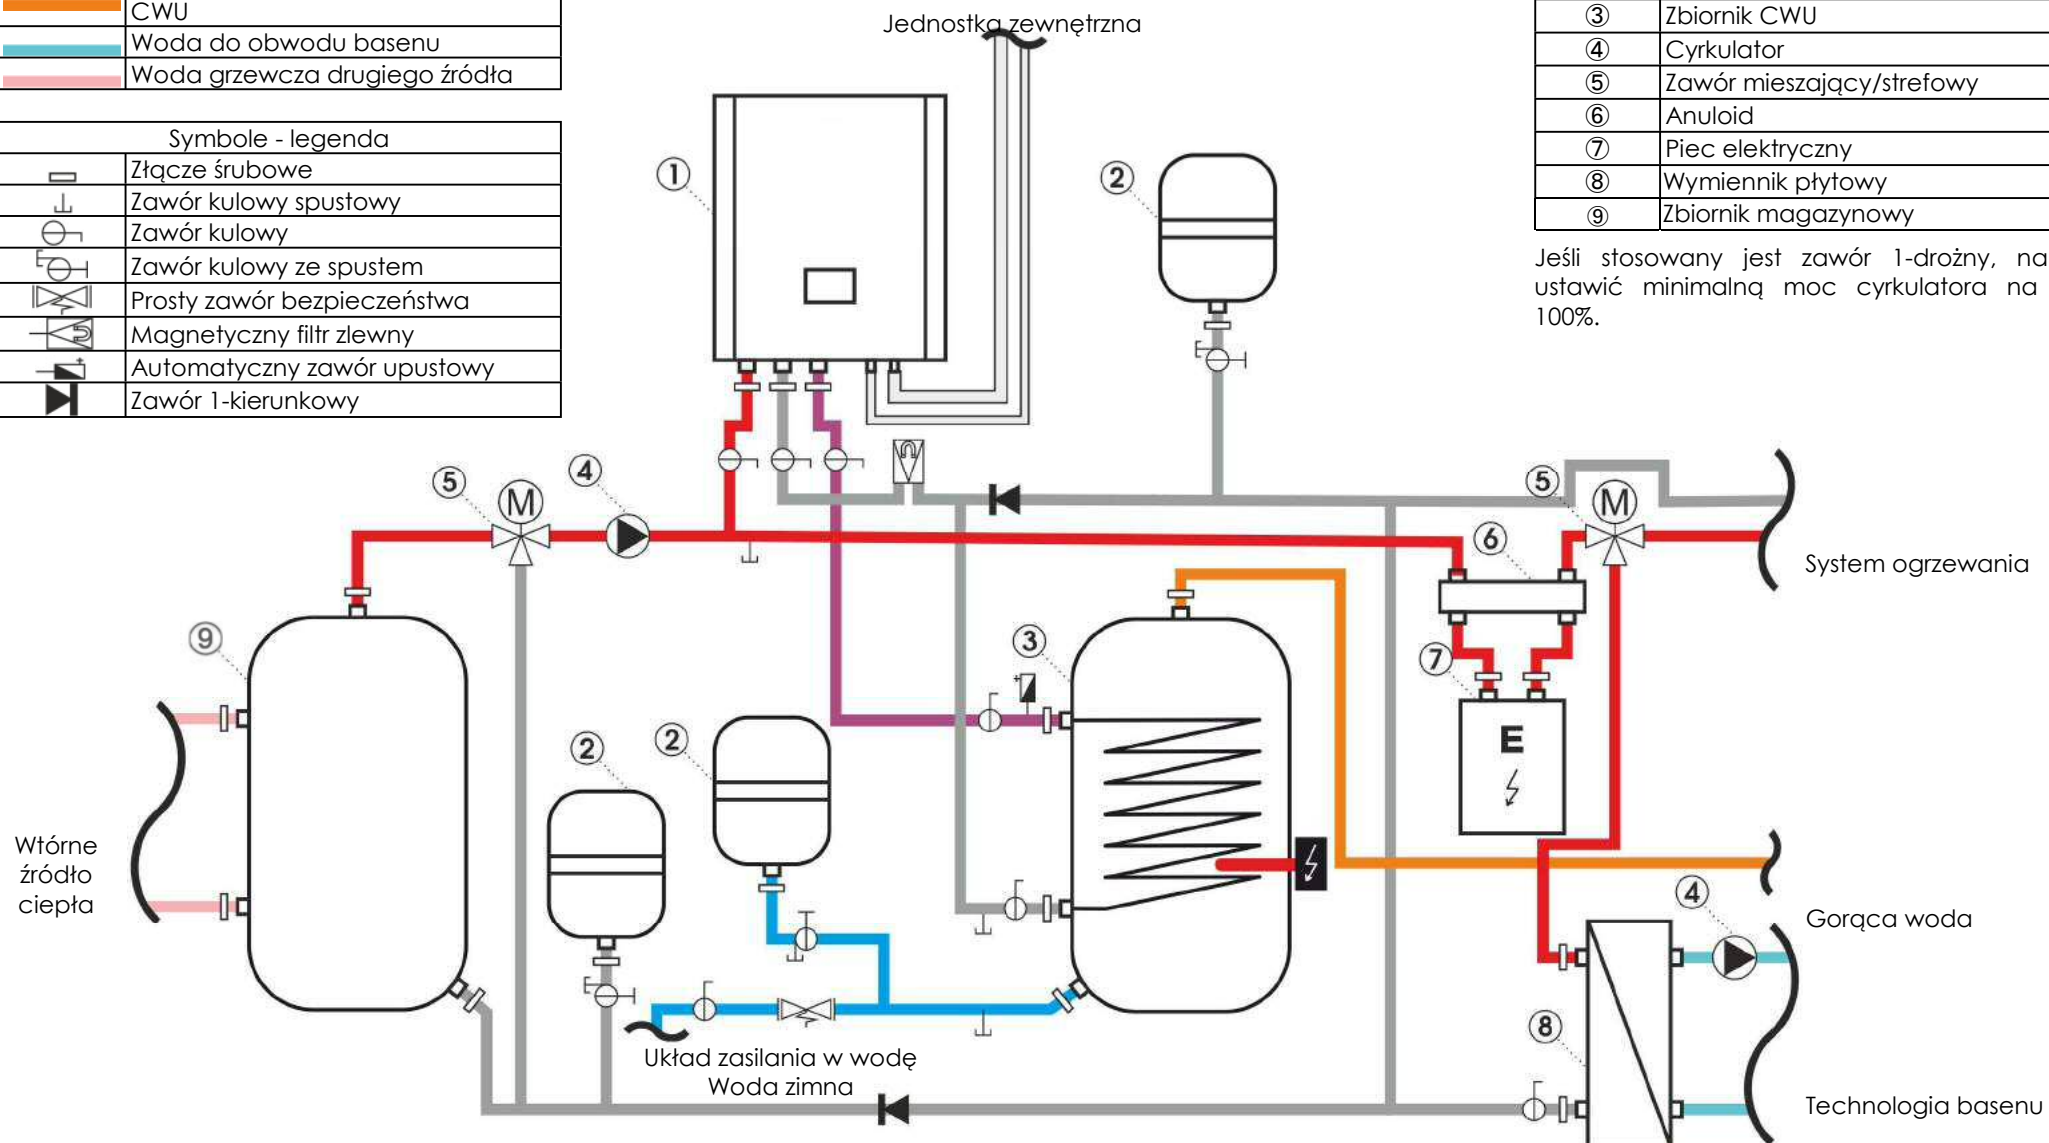 CWU
Woda do obwodu basenu
Woda grzewcza drugiego źródła
Symbole - legenda
Złącze śrubowe
Zawór kulowy spustowy
Zawór kulowy
Zawór kulowy ze spustem
Prosty zawór bezpieczeństwa
Magnetyczny filtr zlewny
Automatyczny zawór upustowy
Zawór 1-kierunkowy
Jednostka zewnętrzna
③ Zbiornik CWU
④ Cyrkulator
⑤ Zawór mieszający/strefowy
⑥ Anuloid
⑦ Piec elektryczny
⑧ Wymiennik płytowy
⑨ Zbiornik magazynowy
Jeśli stosowany jest zawór 1-drożny, na
ustawić minimalną moc cyrkulatora na
100%.
①
②
⑤
M
④
⑤
M
⑥
System ogrzewania
⑨
③
⑦
E
②
②
Wtórne
źródło
ciepła
④
Gorąca woda
⑧
Układ zasilania w wodę
Woda zimna
Technologia basenu